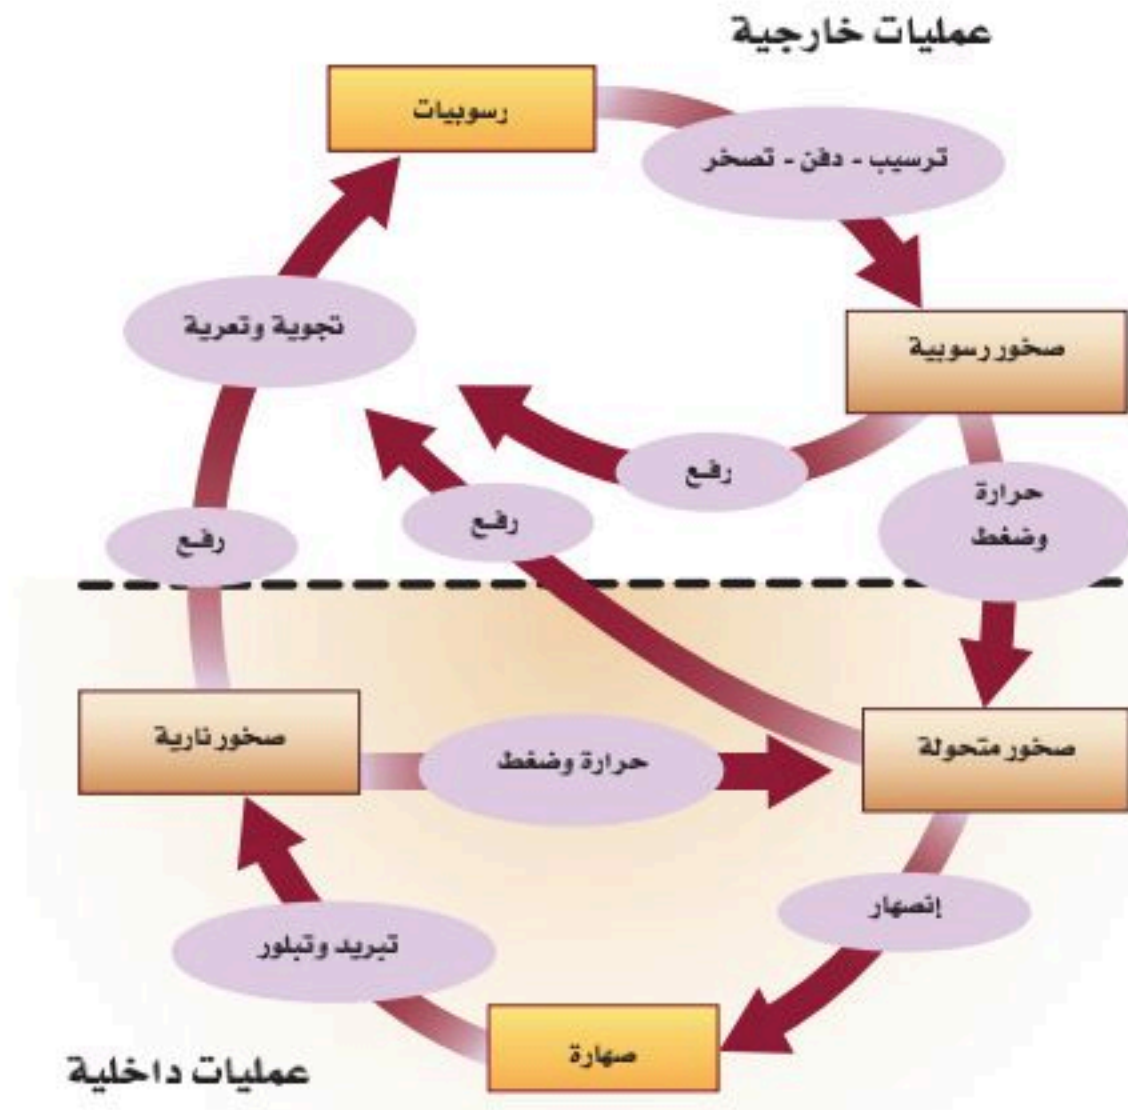 عمليات خارجية
رسوبيات
ترسيب - دفن - تصخر
تجوية وتعرية
صخور رسوبية
رفع
حرارة
وضغط
رفع
رفع
صخور نارية
حرارة وضغط
صخور متحولة
إنصهار
تبريد وتبلور
صهارة
عمليات داخلية